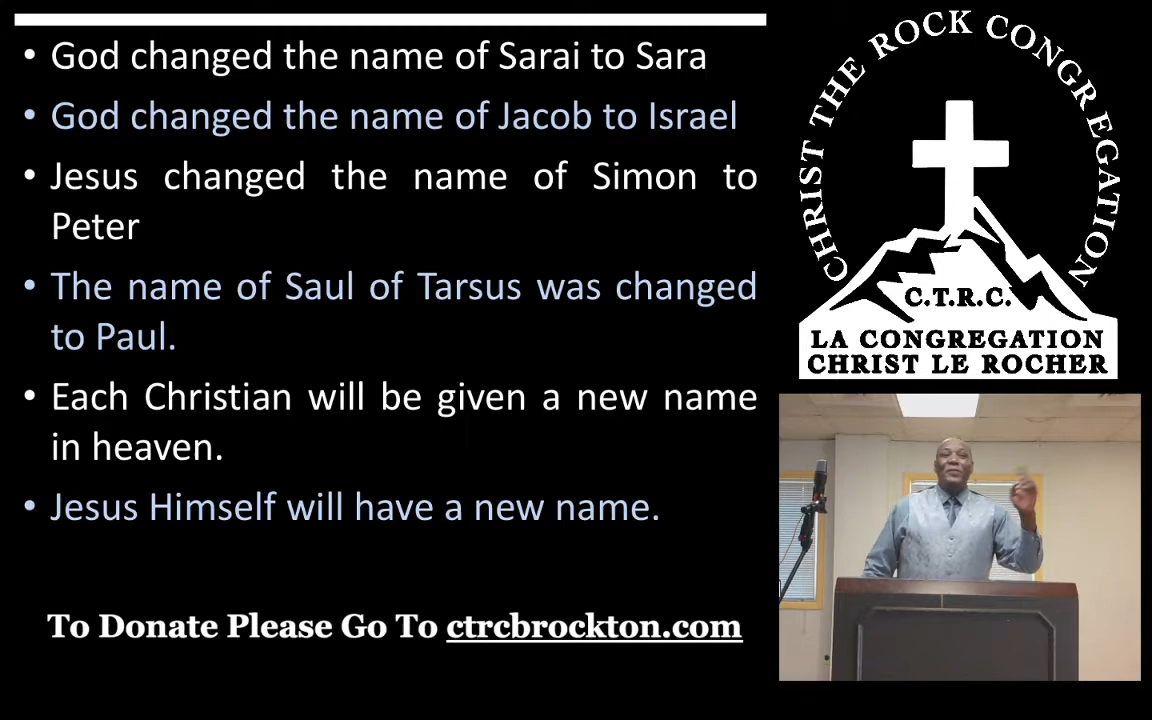 • God changed the name of Sarai to Sara
• God changed the name of Jacob to Israel
• Jesus changed the name of Simon to
Peter
• The name of Saul of Tarsus was changed
to Paul.
• Each Christian will be given a new name
in heaven.
• Jesus Himself will have a new name.
To Donate Please Go To ctrcbrockton.com
CHRIST THE ROCK CONGREGATION
C.T.R.C.
LA CONGREGATION
CHRIST LE ROCHER